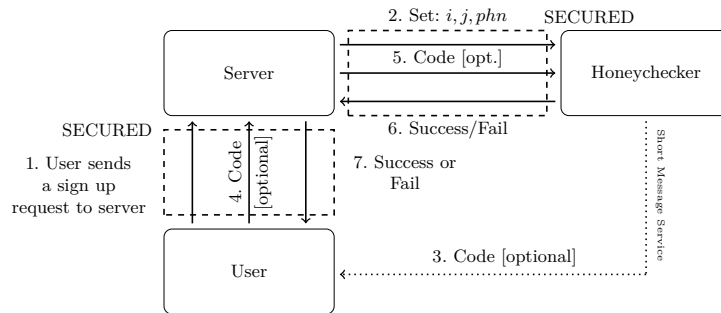 2. Set: i, j, phn
SECURED
Server
5. Code [opt.]
Honeychecker
6. Success/Fail
SECURED
1. User sends
a sign up
request to server
4. Code
[optional]
7. Success or
Fail
Short Message Service
3. Code [optional]
User